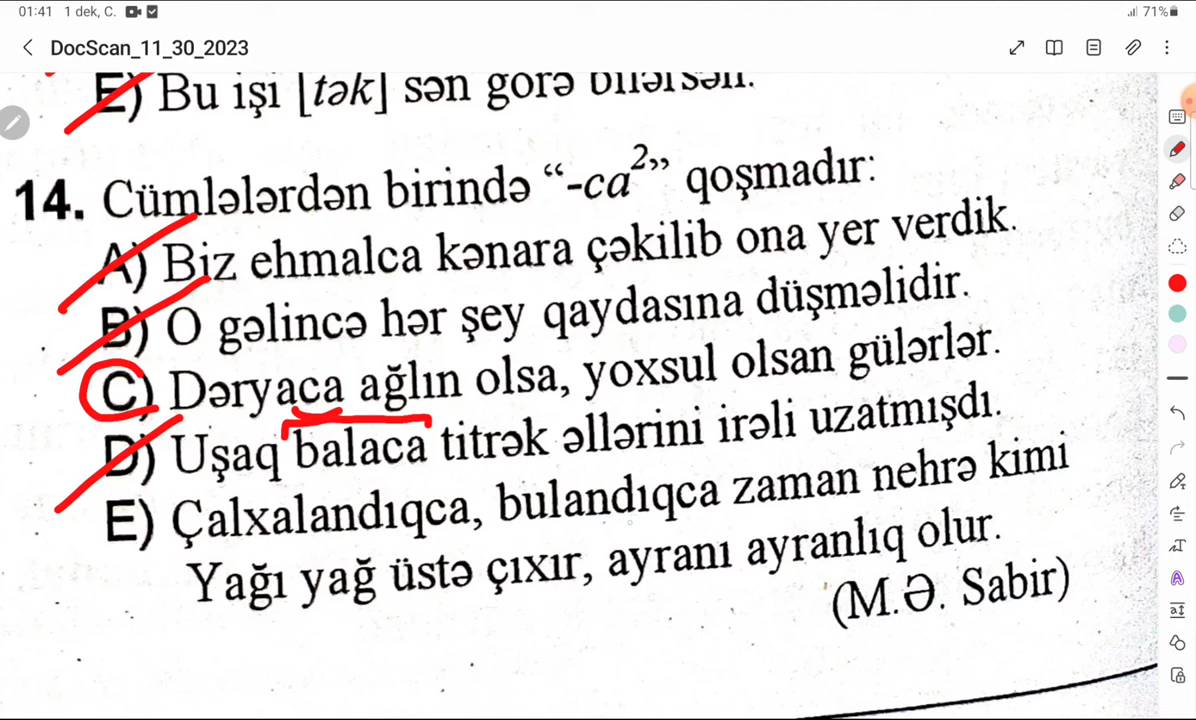 01:41 1 dek, C. 71%
DocScan_11_30_2023
E) Bu işi [tək] sən görə bilərsən.
14. Cümlələrdən birində “-ca²” qoşmadır:
A) Biz ehmalca kənara çəkilib ona yer verdik.
B) O gəlincə hər şey qaydasına düşməlidir.
C) Dəryaca ağlın olsa, yoxsul olsan gülərlər.
D) Uşaq balaca titrək əllərini irəli uzatmışdı.
E) Çalxalandıqca, bulandıqca zaman nehrə kimi
Yağı yağ üstə çıxır, ayranı ayranlıq olur.
(M.Ə. Sabir)